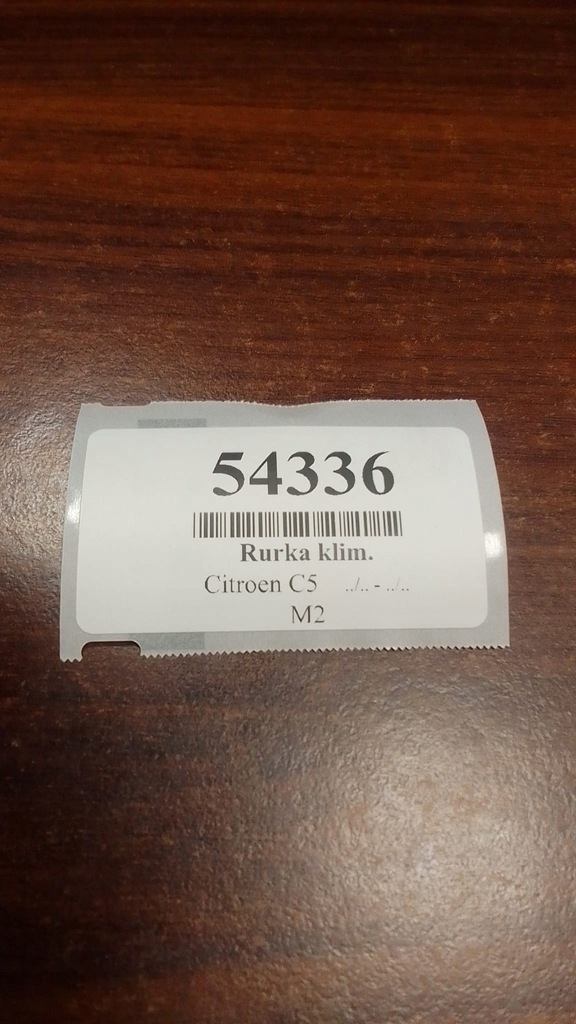 54336
Rurka klim.
Citroen C5 ../.. - ../..
M2